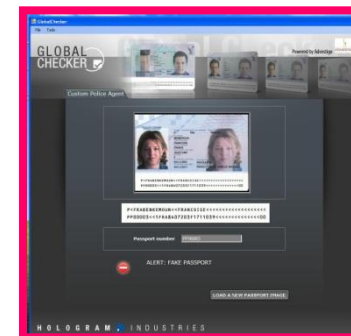 GlobalChecker
File Tools
GLOBAL
CHECKER
Powered by Advestigo
Custom Police Agent
Passport number
ALERT: FAKE PASSPORT
LOAD A NEW PASSPORT IMAGE
HOLOGRAM INDUSTRIES